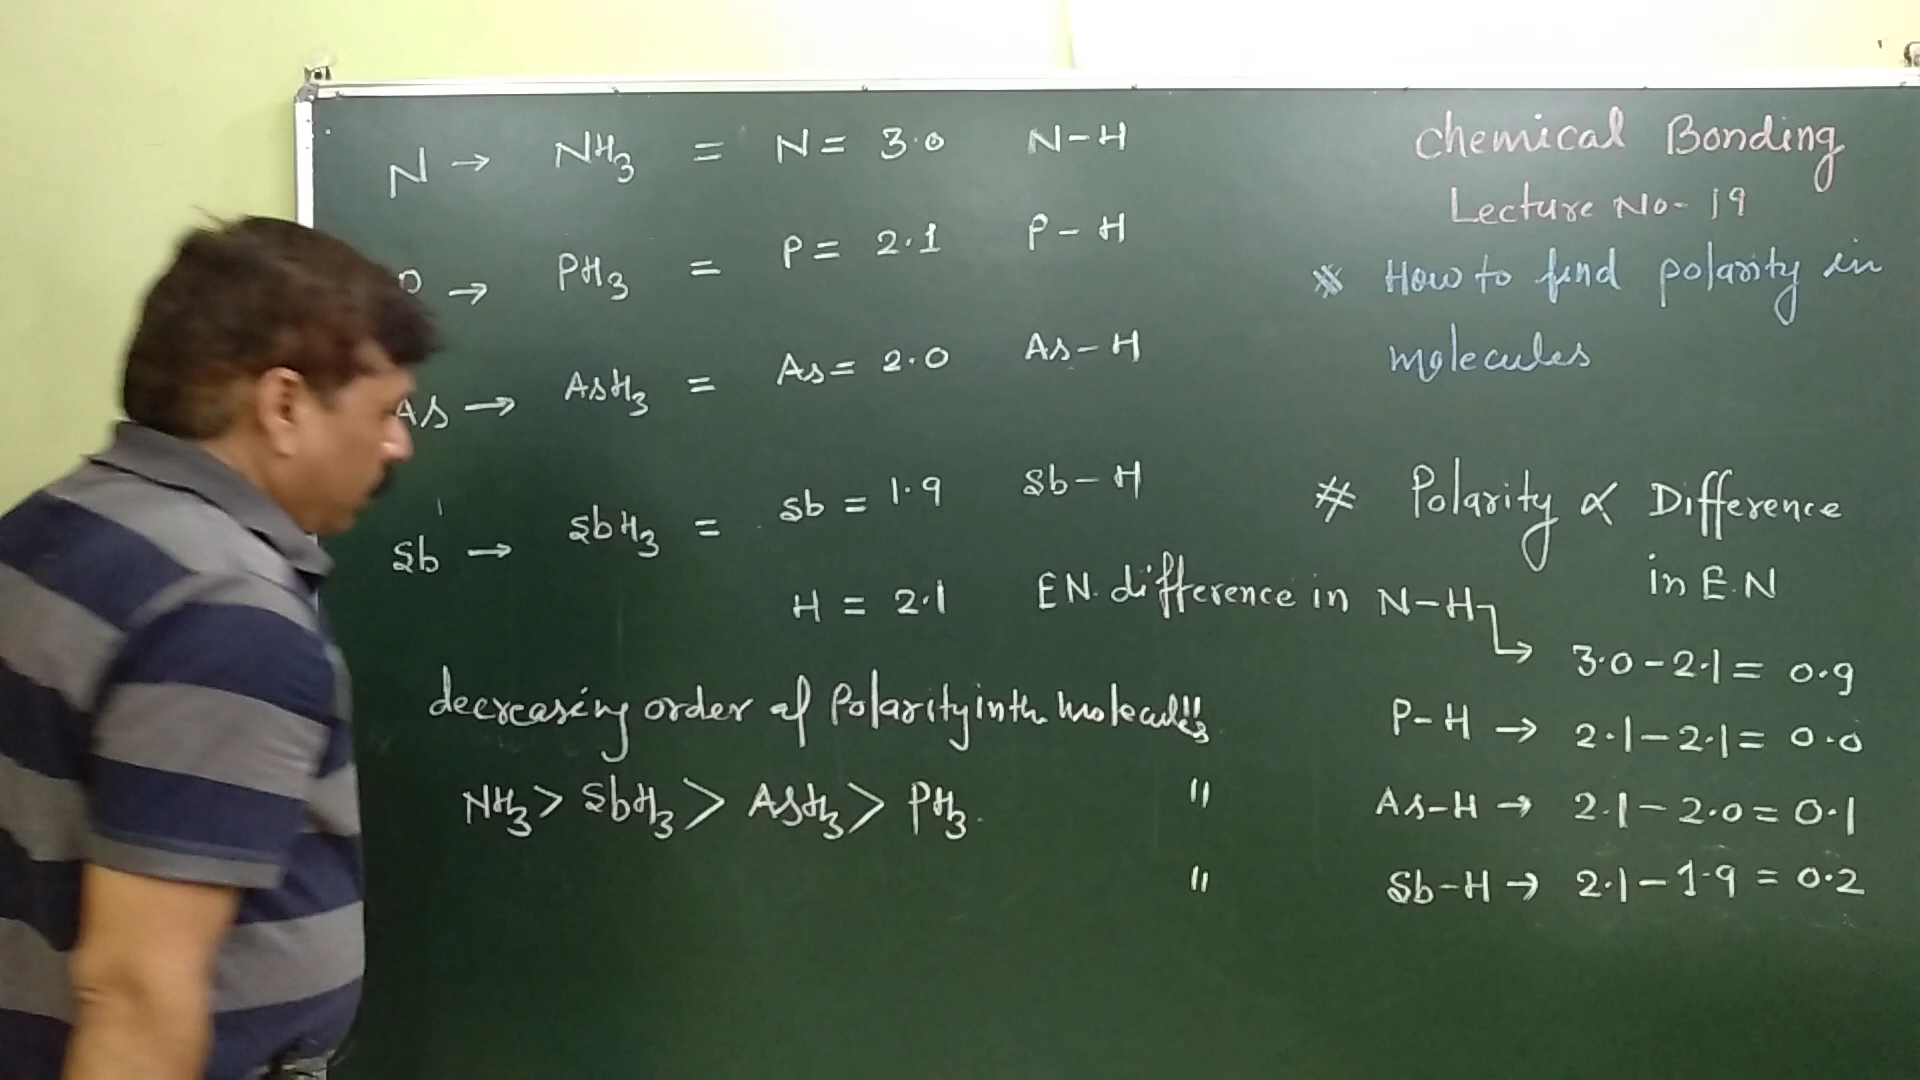 Chemical Bonding
Lecture No- 19
* How to find polarity in
molecules
N → NH3 = N = 3.0 N-H
P → PH3 = P = 2.1 P-H
As → AsH3 = As = 2.0 As-H
Sb → SbH3 = Sb = 1.9 Sb-H
H = 2.1
# Polarity ∝ Difference
in E.N
EN. difference in N-H
→ 3.0-2.1 = 0.9
" P-H → 2.1-2.1 = 0.0
" As-H → 2.1-2.0 = 0.1
" Sb-H → 2.1-1.9 = 0.2
decreasing order of Polarity in the molecules
NH3 > SbH3 > AsH3 > PH3.